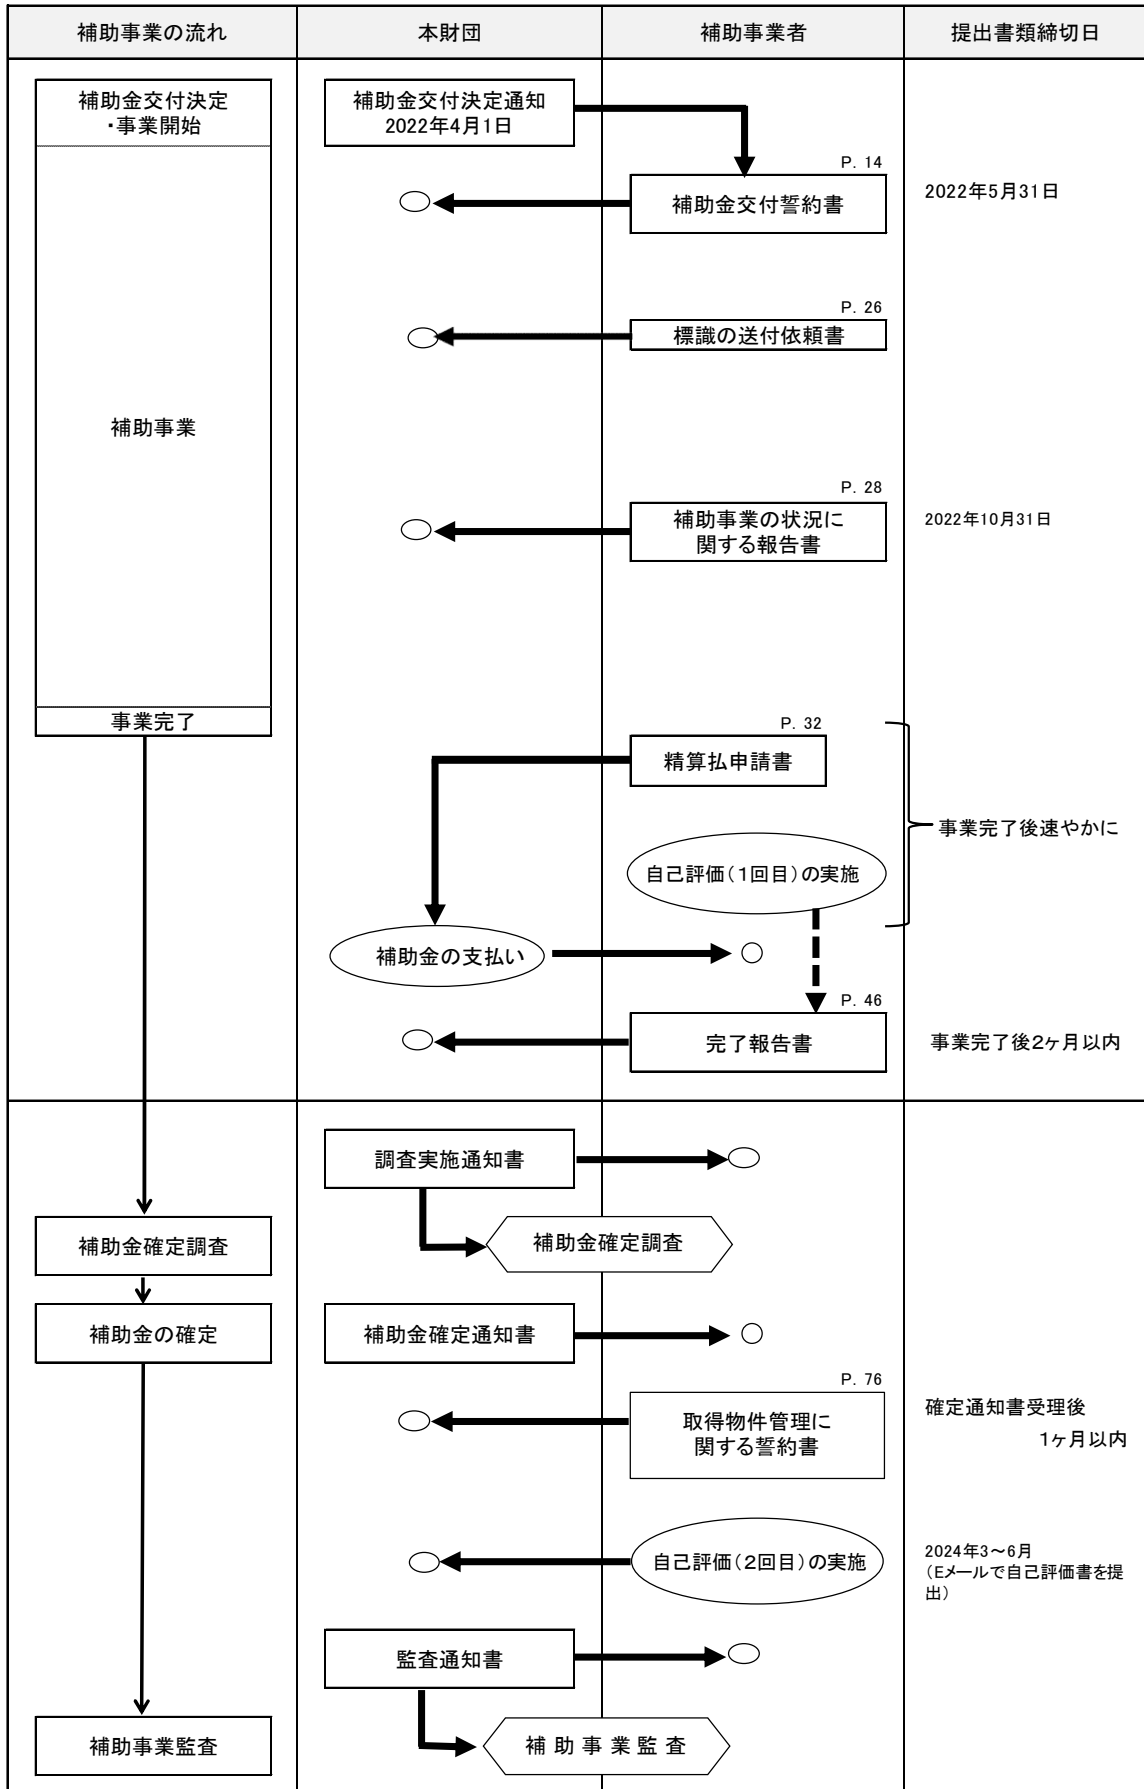 補助事業の流れ
本財団
補助事業者
提出書類締切日
補助金交付決定
・事業開始
補助金交付決定通知
2022年4月1日
P. 14
補助金交付誓約書
2022年5月31日
P. 26
標識の送付依頼書
補助事業
P. 28
補助事業の状況に
関する報告書
2022年10月31日
事業完了
P. 32
精算払申請書
事業完了後速やかに
自己評価（１回目）の実施
補助金の支払い
P. 46
完了報告書
事業完了後２ヶ月以内
調査実施通知書
補助金確定調査
補助金確定調査
補助金の確定
補助金確定通知書
P. 76
取得物件管理に
関する誓約書
確定通知書受理後
１ヶ月以内
自己評価（２回目）の実施
2024年3～6月
（Eメールで自己評価書を提
出）
監査通知書
補助事業監査
補 助 事 業 監 査